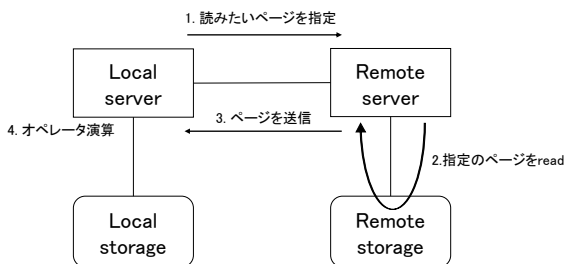 1. 読みたいページを指定
Local
server
Remote
server
3. ページを送信
4. オペレータ演算
2.指定のページをread
Local
storage
Remote
storage